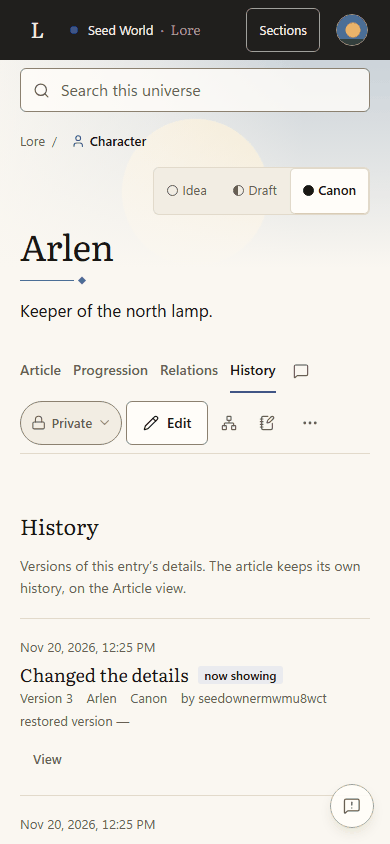 L
Seed World · Lore
Sections
Search this universe
Lore / Character
Idea
Draft
Canon
Arlen
Keeper of the north lamp.
Article Progression Relations History
Private
Edit
History
Versions of this entry's details. The article keeps its own
history, on the Article view.
Nov 20, 2026, 12:25 PM
Changed the details now showing
Version 3 Arlen Canon by seedownermwmu8wct
restored version —
View
Nov 20, 2026, 12:25 PM